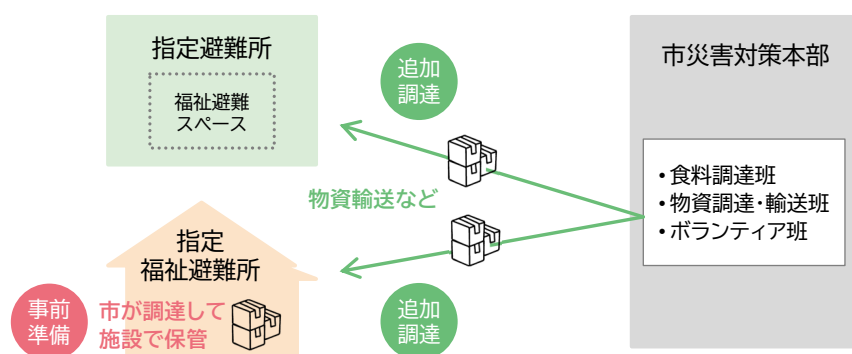 指定避難所
福祉避難
スペース
追加
調達
市災害対策本部
・食料調達班
・物資調達・輸送班
・ボランティア班
物資輸送など
指定
福祉避難所
事前
準備
市が調達して
施設で保管
追加
調達